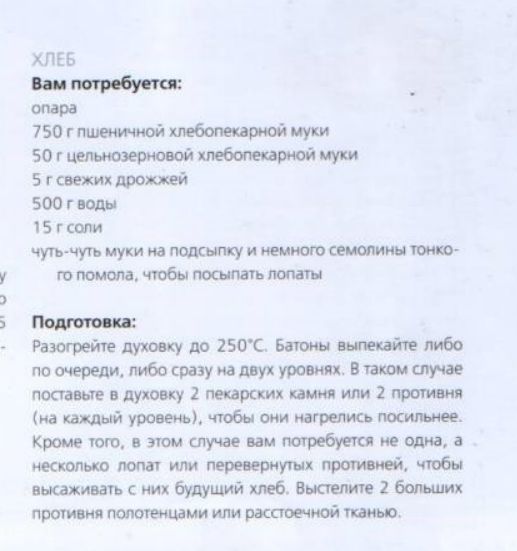 ХЛЕБ
Вам потребуется:
опара
750 г пшеничной хлебопекарной муки
50 г цельнозерновой хлебопекарной муки
5 г свежих дрожжей
500 г воды
15 г соли
чуть-чуть муки на подсыпку и немного семолины тонко-
го помола, чтобы посыпать лопаты
у
о
5
-
Подготовка:
Разогрейте духовку до 250°С. Батоны выпекайте либо
по очереди, либо сразу на двух уровнях. В таком случае
поставьте в духовку 2 пекарских камня или 2 противня
(на каждый уровень), чтобы они нагрелись посильнее.
Кроме того, в этом случае вам потребуется не одна, а
несколько лопат или перевернутых противней, чтобы
высаживать с них будущий хлеб. Выстелите 2 больших
противня полотенцами или расстоечной тканью.